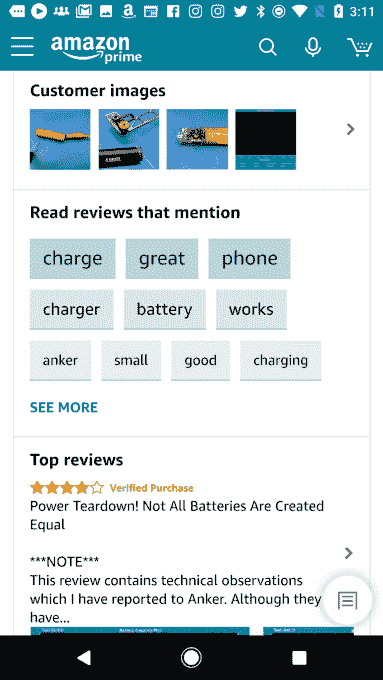 3:11
amazon
prime
Customer images
Read reviews that mention
charge great phone
charger battery works
anker small good charging
SEE MORE
Top reviews
Verified Purchase
Power Teardown! Not All Batteries Are Created
Equal
***NOTE***
This review contains technical observations
which I have reported to Anker. Although they
have...